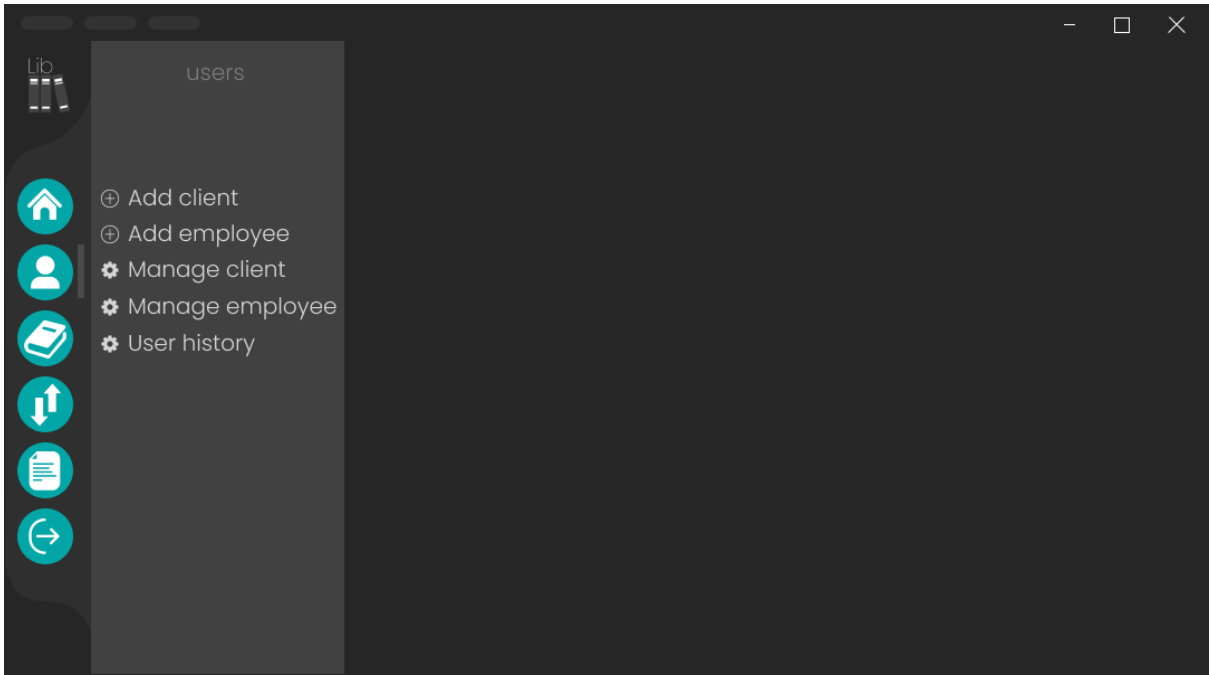 Lib
users
Add client
Add employee
Manage client
Manage employee
User history